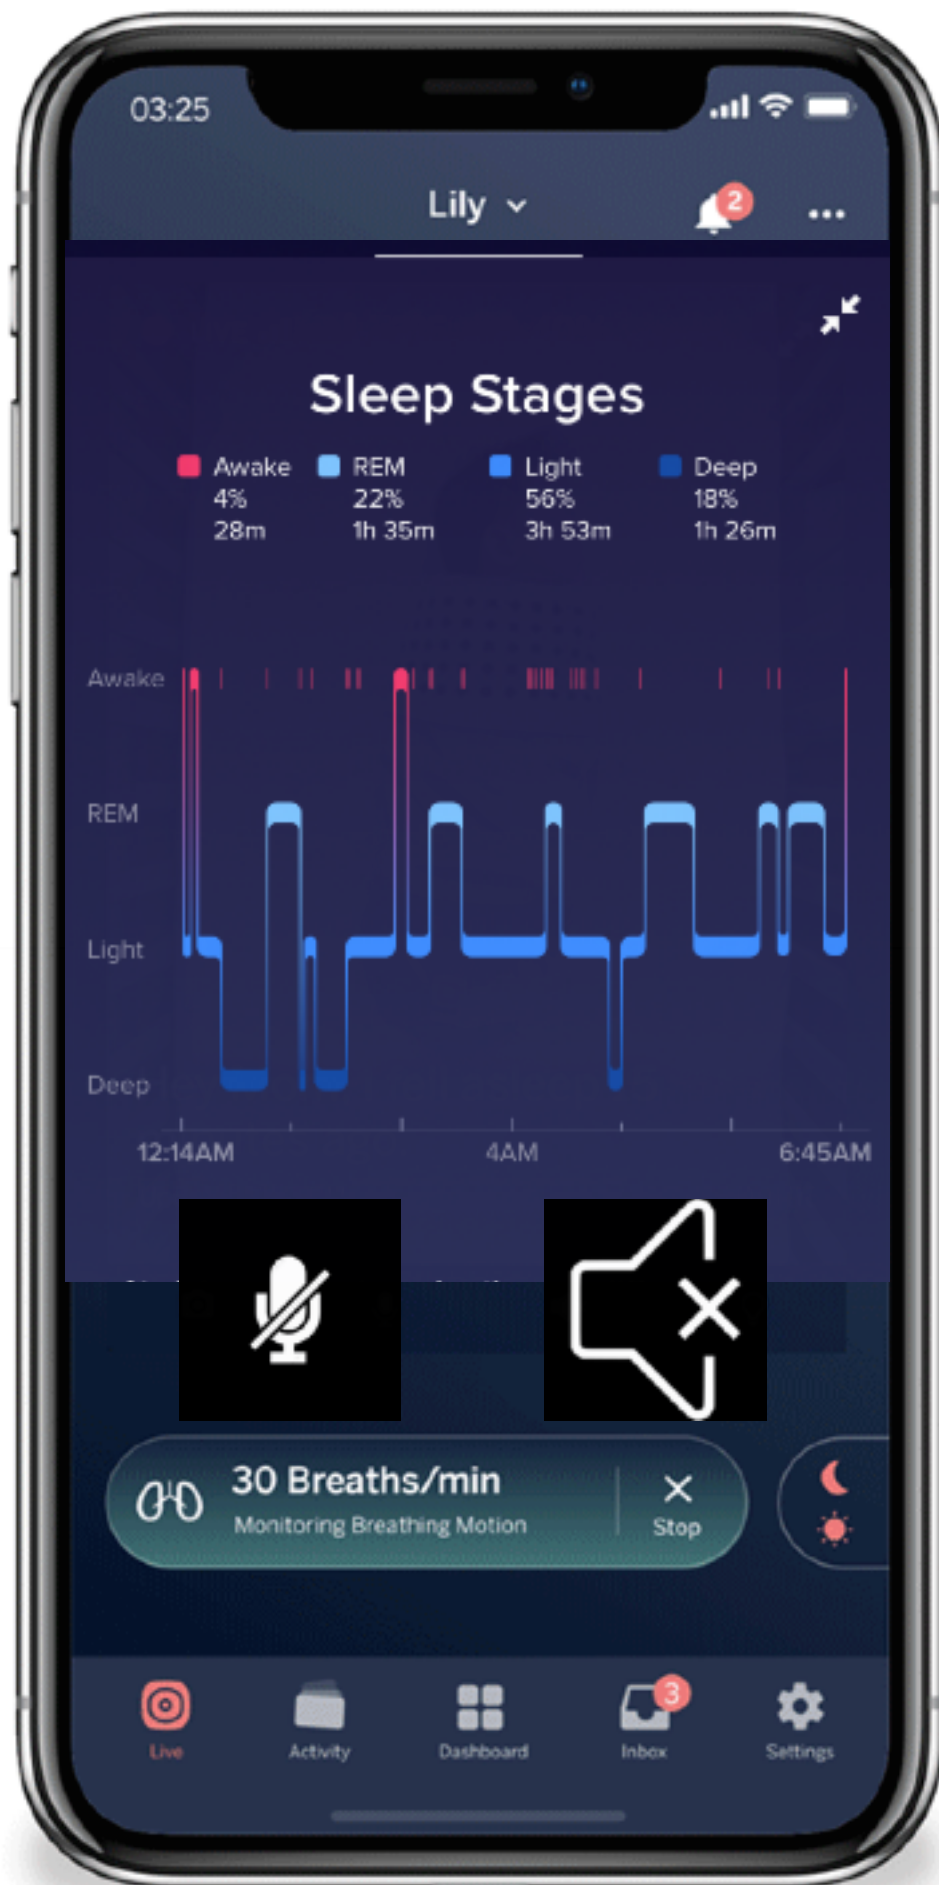 03:25
Lily
2
Sleep Stages
Awake REM Light Deep
4% 22% 56% 18%
28m 1h 35m 3h 53m 1h 26m
Awake
REM
Light
Deep
12:14AM 4AM 6:45AM
30 Breaths/min
Monitoring Breathing Motion
Stop
3
Live Activity Dashboard Inbox Settings